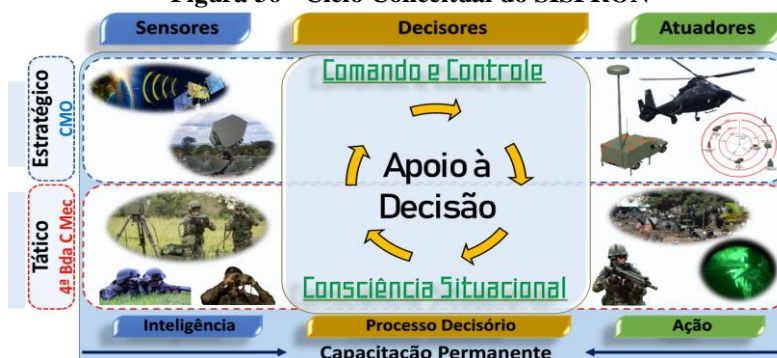 Figura 30 - Ciclo Conceitual do SISFRON
Sensores
Decisores
Atuadores
Estratégico
CMO
Comando e Controle
Apoio à
Decisão
Tático
4ª Bda C Mec
Consciência Situacional
Inteligência
Processo Decisório
Ação
Capacitação Permanente